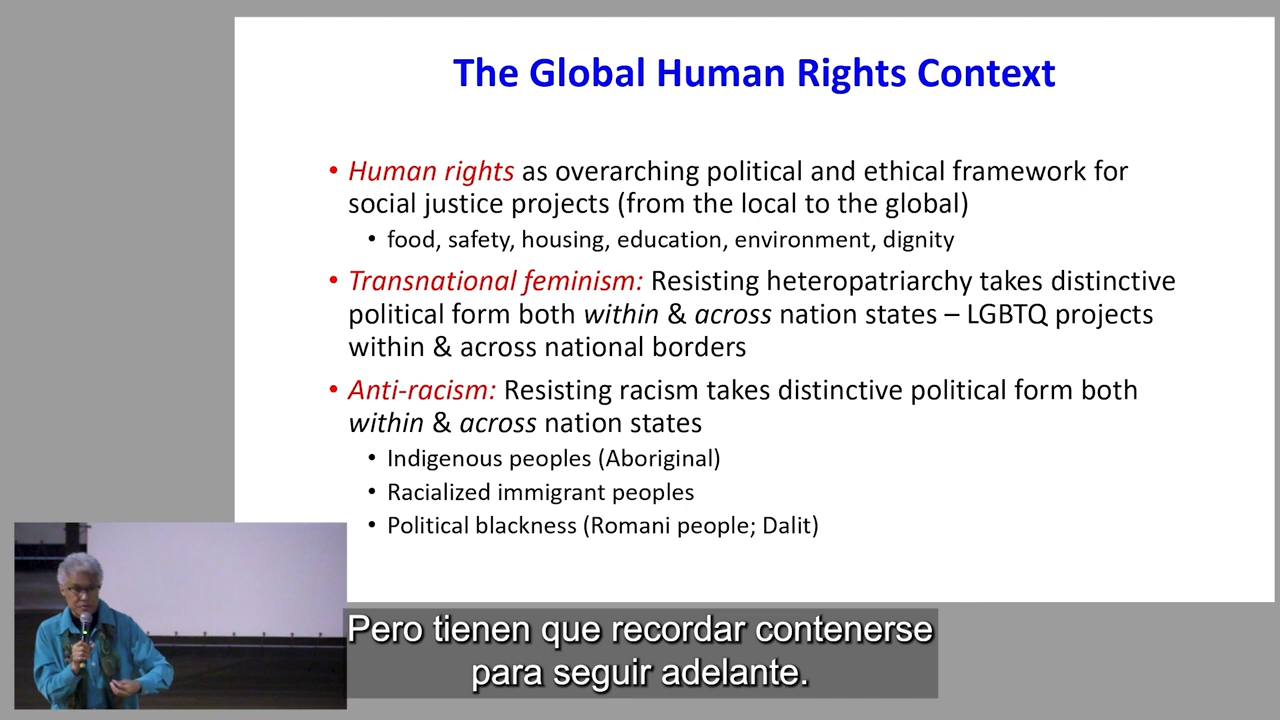 The Global Human Rights Context
• Human rights as overarching political and ethical framework for
social justice projects (from the local to the global)
• food, safety, housing, education, environment, dignity
• Transnational feminism: Resisting heteropatriarchy takes distinctive
political form both within & across nation states – LGBTQ projects
within & across national borders
• Anti-racism: Resisting racism takes distinctive political form both
within & across nation states
• Indigenous peoples (Aboriginal)
• Racialized immigrant peoples
• Political blackness (Romani people; Dalit)
Pero tienen que recordar contenerse
para seguir adelante.